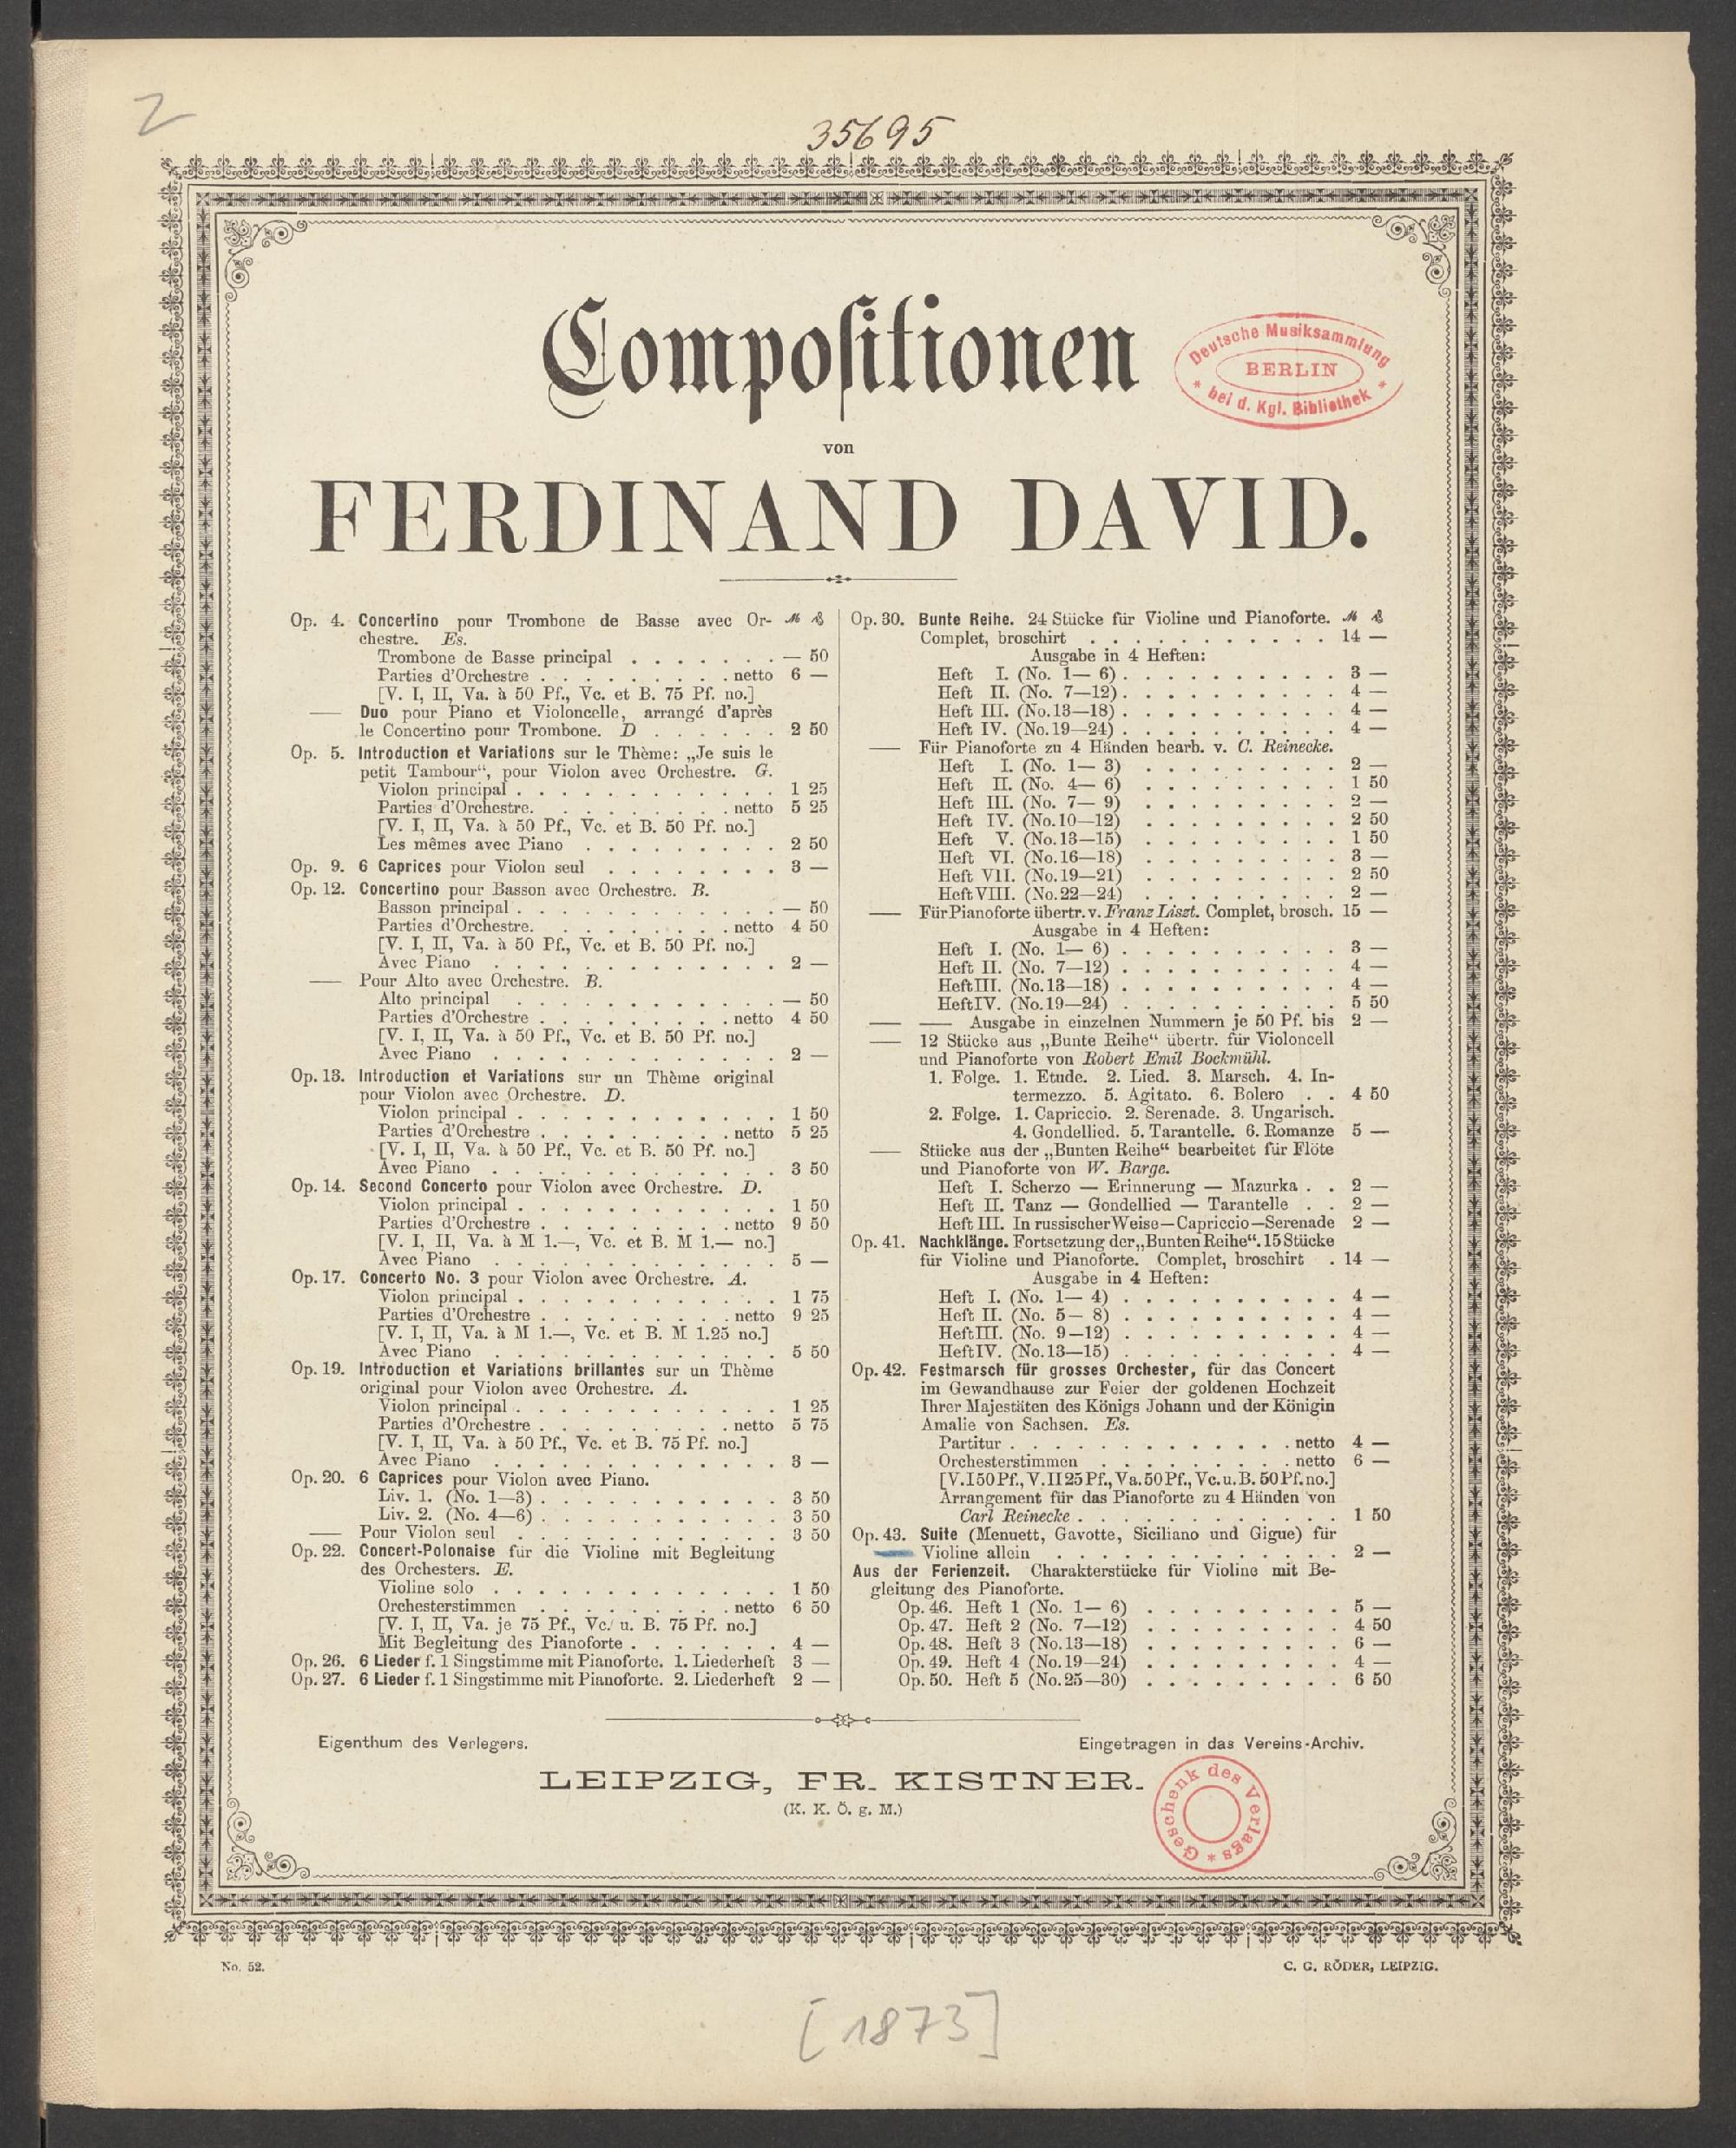 2
35695
Compositionen
Deutsche Musiksammlung
BERLIN
* bei d. Kgl. Bibliothek *
von
FERDINAND DAVID.
Op. 4. Concertino pour Trombone de Basse avec Or- ℳ ₰
chestre. Es.
Trombone de Basse principal . . . . . . . — 50
Parties d'Orchestre . . . . . . . . . netto 6 —
[V. I, II, Va. à 50 Pf., Vc. et B. 75 Pf. no.]
— Duo pour Piano et Violoncelle, arrangé d'après
le Concertino pour Trombone. D . . . . . . 2 50
Op. 5. Introduction et Variations sur le Thème: „Je suis le
petit Tambour“, pour Violon avec Orchestre. G.
Violon principal . . . . . . . . . . . . 1 25
Parties d'Orchestre. . . . . . . . . netto 5 25
[V. I, II, Va. à 50 Pf., Vc. et B. 50 Pf. no.]
Les mêmes avec Piano . . . . . . . . . 2 50
Op. 9. 6 Caprices pour Violon seul . . . . . . . . 3 —
Op. 12. Concertino pour Basson avec Orchestre. B.
Basson principal . . . . . . . . . . . . — 50
Parties d'Orchestre. . . . . . . . . netto 4 50
[V. I, II, Va. à 50 Pf., Vc. et B. 50 Pf. no.]
Avec Piano . . . . . . . . . . . . . 2 —
— Pour Alto avec Orchestre. B.
Alto principal . . . . . . . . . . . . — 50
Parties d'Orchestre . . . . . . . . . netto 4 50
[V. I, II, Va. à 50 Pf., Vc. et B. 50 Pf. no.]
Avec Piano . . . . . . . . . . . . . 2 —
Op. 13. Introduction et Variations sur un Thème original
pour Violon avec Orchestre. D.
Violon principal . . . . . . . . . . . . 1 50
Parties d'Orchestre . . . . . . . . . netto 5 25
[V. I, II, Va. à 50 Pf., Vc. et B. 50 Pf. no.]
Avec Piano . . . . . . . . . . . . . 3 50
Op. 14. Second Concerto pour Violon avec Orchestre. D.
Violon principal . . . . . . . . . . . . 1 50
Parties d'Orchestre . . . . . . . . . netto 9 50
[V. I, II, Va. à M 1.—, Vc. et B. M 1.— no.]
Avec Piano . . . . . . . . . . . . . 5 —
Op. 17. Concerto No. 3 pour Violon avec Orchestre. A.
Violon principal . . . . . . . . . . . . 1 75
Parties d'Orchestre . . . . . . . . . netto 9 25
[V. I, II, Va. à M 1.—, Vc. et B. M 1.25 no.]
Avec Piano . . . . . . . . . . . . . 5 50
Op. 19. Introduction et Variations brillantes sur un Thème
original pour Violon avec Orchestre. A.
Violon principal . . . . . . . . . . . . 1 25
Parties d'Orchestre . . . . . . . . . netto 5 75
[V. I, II, Va. à 50 Pf., Vc. et B. 75 Pf. no.]
Avec Piano . . . . . . . . . . . . . 3 —
Op. 20. 6 Caprices pour Violon avec Piano.
Liv. 1. (No. 1—3) . . . . . . . . . . . 3 50
Liv. 2. (No. 4—6) . . . . . . . . . . . 3 50
— Pour Violon seul . . . . . . . . . . . . 3 50
Op. 22. Concert-Polonaise für die Violine mit Begleitung
des Orchesters. E.
Violine solo . . . . . . . . . . . . . 1 50
Orchesterstimmen . . . . . . . . . netto 6 50
[V. I, II, Va. je 75 Pf., Vc. u. B. 75 Pf. no.]
Mit Begleitung des Pianoforte . . . . . . . 4 —
Op. 26. 6 Lieder f. 1 Singstimme mit Pianoforte. 1. Liederheft 3 —
Op. 27. 6 Lieder f. 1 Singstimme mit Pianoforte. 2. Liederheft 2 —
Op. 30. Bunte Reihe. 24 Stücke für Violine und Pianoforte. ℳ ₰
Complet, broschirt . . . . . . . . . . . 14 —
Ausgabe in 4 Heften:
Heft I. (No. 1— 6) . . . . . . . . . . 3 —
Heft II. (No. 7—12) . . . . . . . . . . 4 —
Heft III. (No. 13—18) . . . . . . . . . . 4 —
Heft IV. (No. 19—24) . . . . . . . . . . 4 —
— Für Pianoforte zu 4 Händen bearb. v. C. Reinecke.
Heft I. (No. 1— 3) . . . . . . . . . 2 —
Heft II. (No. 4— 6) . . . . . . . . . 1 50
Heft III. (No. 7— 9) . . . . . . . . . 2 —
Heft IV. (No. 10—12) . . . . . . . . . 2 50
Heft V. (No. 13—15) . . . . . . . . . 1 50
Heft VI. (No. 16—18) . . . . . . . . . 3 —
Heft VII. (No. 19—21) . . . . . . . . . 2 50
Heft VIII. (No. 22—24) . . . . . . . . . 2 —
— Für Pianoforte übertr. v. Franz Liszt. Complet, brosch. 15 —
Ausgabe in 4 Heften:
Heft I. (No. 1— 6) . . . . . . . . . . 3 —
Heft II. (No. 7—12) . . . . . . . . . . 4 —
Heft III. (No. 13—18) . . . . . . . . . . 4 —
Heft IV. (No. 19—24) . . . . . . . . . . 5 50
— — Ausgabe in einzelnen Nummern je 50 Pf. bis 2 —
— 12 Stücke aus „Bunte Reihe“ übertr. für Violoncell
und Pianoforte von Robert Emil Bockmühl.
1. Folge. 1. Etude. 2. Lied. 3. Marsch. 4. In-
termezzo. 5. Agitato. 6. Bolero . . 4 50
2. Folge. 1. Capriccio. 2. Serenade. 3. Ungarisch.
4. Gondellied. 5. Tarantelle. 6. Romanze 5 —
— Stücke aus der „Bunten Reihe“ bearbeitet für Flöte
und Pianoforte von W. Barge.
Heft I. Scherzo — Erinnerung — Mazurka . . 2 —
Heft II. Tanz — Gondellied — Tarantelle . . 2 —
Heft III. In russischer Weise—Capriccio—Serenade 2 —
Op. 41. Nachklänge. Fortsetzung der „Bunten Reihe“. 15 Stücke
für Violine und Pianoforte. Complet, broschirt . 14 —
Ausgabe in 4 Heften:
Heft I. (No. 1— 4) . . . . . . . . . . 4 —
Heft II. (No. 5— 8) . . . . . . . . . . 4 —
Heft III. (No. 9—12) . . . . . . . . . . 4 —
Heft IV. (No. 13—15) . . . . . . . . . . 4 —
Op. 42. Festmarsch für grosses Orchester, für das Concert
im Gewandhause zur Feier der goldenen Hochzeit
Ihrer Majestäten des Königs Johann und der Königin
Amalie von Sachsen. Es.
Partitur . . . . . . . . . . . . . netto 4 —
Orchesterstimmen . . . . . . . . . netto 6 —
[V. I 50 Pf., V. II 25 Pf., Va. 50 Pf., Vc. u. B. 50 Pf. no.]
Arrangement für das Pianoforte zu 4 Händen von
Carl Reinecke . . . . . . . . . . . . 1 50
Op. 43. Suite (Menuett, Gavotte, Siciliano und Gigue) für
Violine allein . . . . . . . . . . . . . 2 —
Aus der Ferienzeit. Charakterstücke für Violine mit Be-
gleitung des Pianoforte.
Op. 46. Heft 1 (No. 1— 6) . . . . . . . . . 5 —
Op. 47. Heft 2 (No. 7—12) . . . . . . . . . 4 50
Op. 48. Heft 3 (No. 13—18) . . . . . . . . . 6 —
Op. 49. Heft 4 (No. 19—24) . . . . . . . . . 4 —
Op. 50. Heft 5 (No. 25—30) . . . . . . . . . 6 50
Eigenthum des Verlegers.
Eingetragen in das Vereins-Archiv.
LEIPZIG, FR. KISTNER.
(K. K. Ö. g. M.)
Geschenk des Verlags *
No. 52.
C. G. RÖDER, LEIPZIG.
[1873]